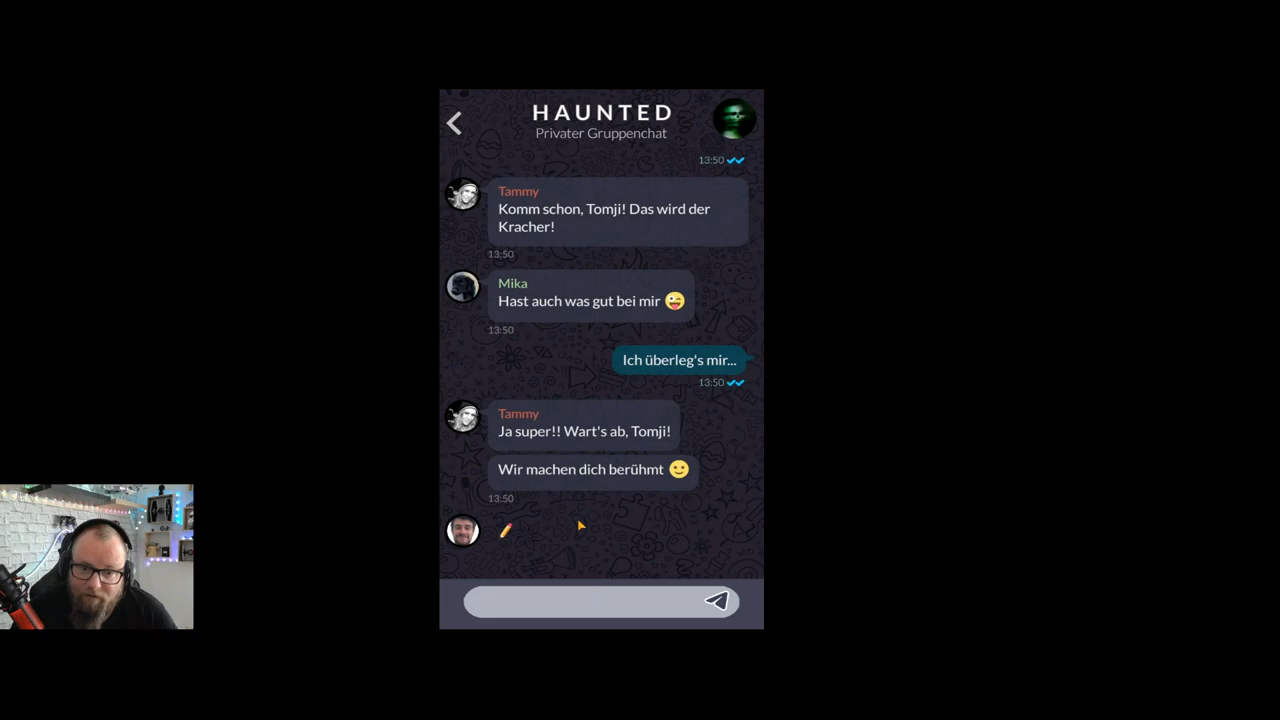 HAUNTED
Privater Gruppenchat
13:50
Tammy
Komm schon, Tomji! Das wird der
Kracher!
13:50
Mika
Hast auch was gut bei mir 😜
13:50
Ich überleg's mir...
13:50
Tammy
Ja super!! Wart's ab, Tomji!
Wir machen dich berühmt 🙂
13:50